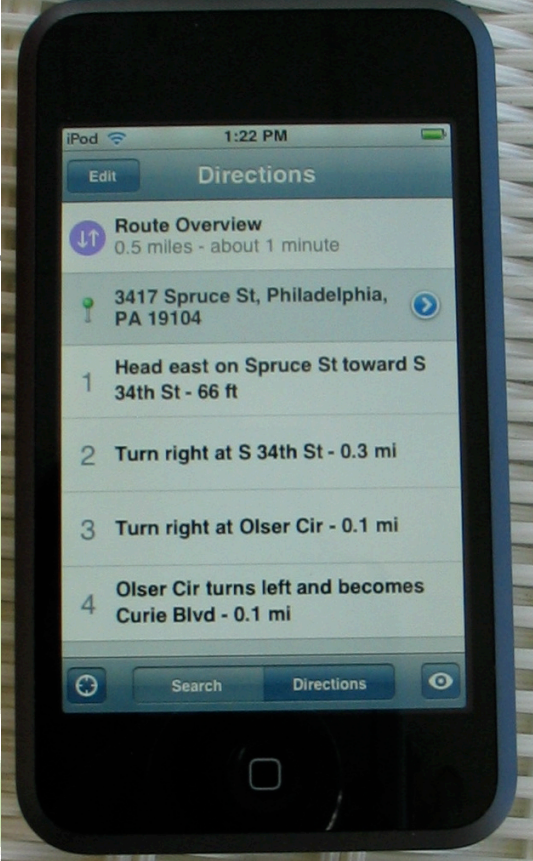 iPod 1:22 PM
Edit Directions
Route Overview
0.5 miles - about 1 minute
3417 Spruce St, Philadelphia,
PA 19104
1 Head east on Spruce St toward S
34th St - 66 ft
2 Turn right at S 34th St - 0.3 mi
3 Turn right at Olser Cir - 0.1 mi
4 Olser Cir turns left and becomes
Curie Blvd - 0.1 mi
Search Directions